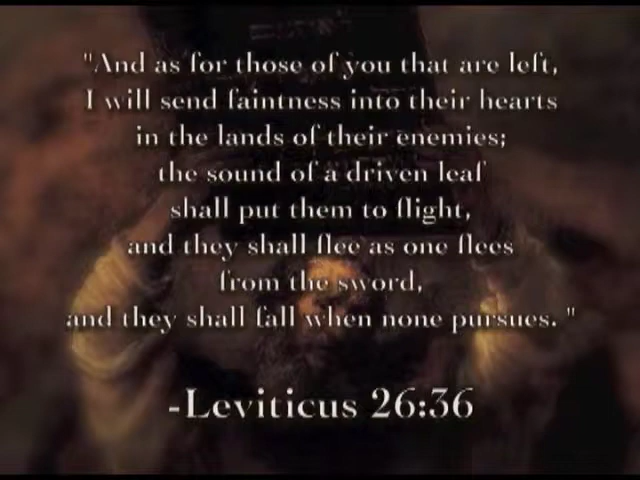 "And as for those of you that are left,
I will send faintness into their hearts
in the lands of their enemies;
the sound of a driven leaf
shall put them to flight,
and they shall flee as one flees
from the sword,
and they shall fall when none pursues. "
-Leviticus 26:36